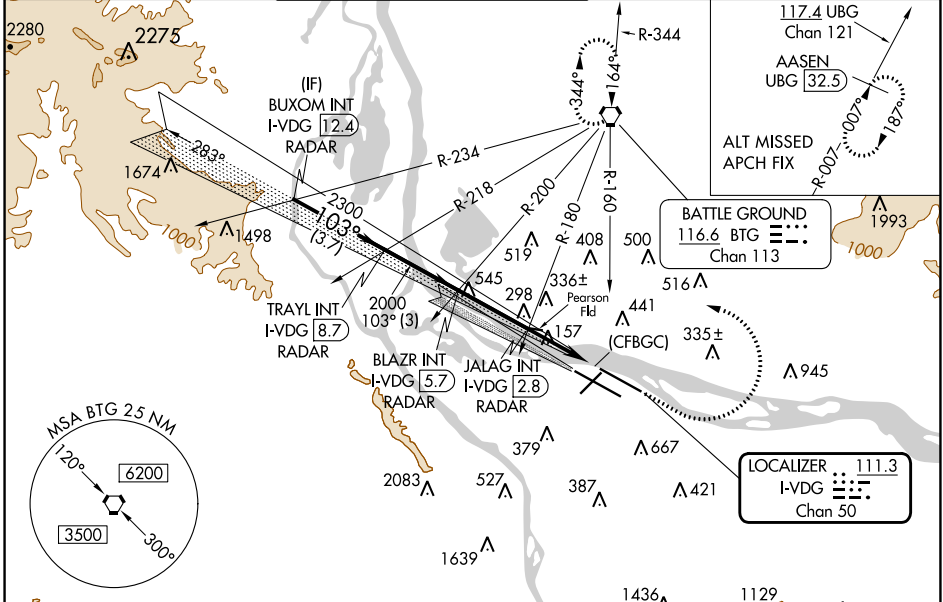 2280
2275
(IF)
BUXOM INT
I-VDG 12.4
RADAR
283°
1674
1498
1000
2300
103°
(3.7)
R-234
R-218
R-200
R-180
R-160
R-344
344°
164°
117.4 UBG
Chan 121
AASEN
UBG 32.5
007°
187°
R-007
ALT MISSED
APCH FIX
BATTLE GROUND
116.6 BTG
Chan 113
1993
1000
519
408
500
516
545
336±
298
Pearson
Fld
157
441
(CFBGC)
335±
945
TRAYL INT
I-VDG 8.7
RADAR
2000
103° (3)
BLAZR INT
I-VDG 5.7
RADAR
JALAG INT
I-VDG 2.8
RADAR
MSA BTG 25 NM
120°
6200
3500
300°
2083
379
527
387
667
421
1639
LOCALIZER 111.3
I-VDG
Chan 50
1436
1129